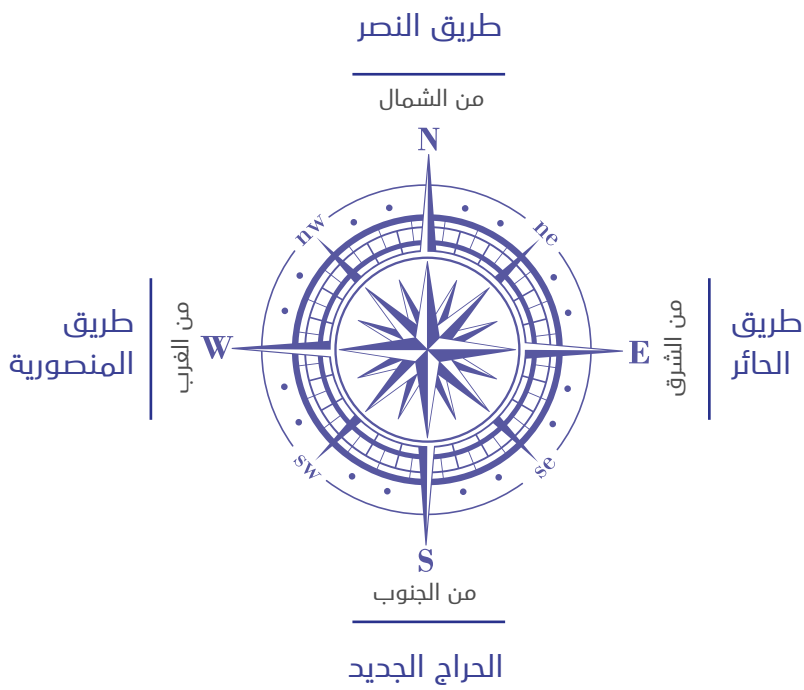 طريق النصر
من الشمال
N
nw
ne
طريق
الحائر
من الشرق
E
W
من الغرب
طريق
المنصورية
sw
se
S
من الجنوب
الحراج الجديد